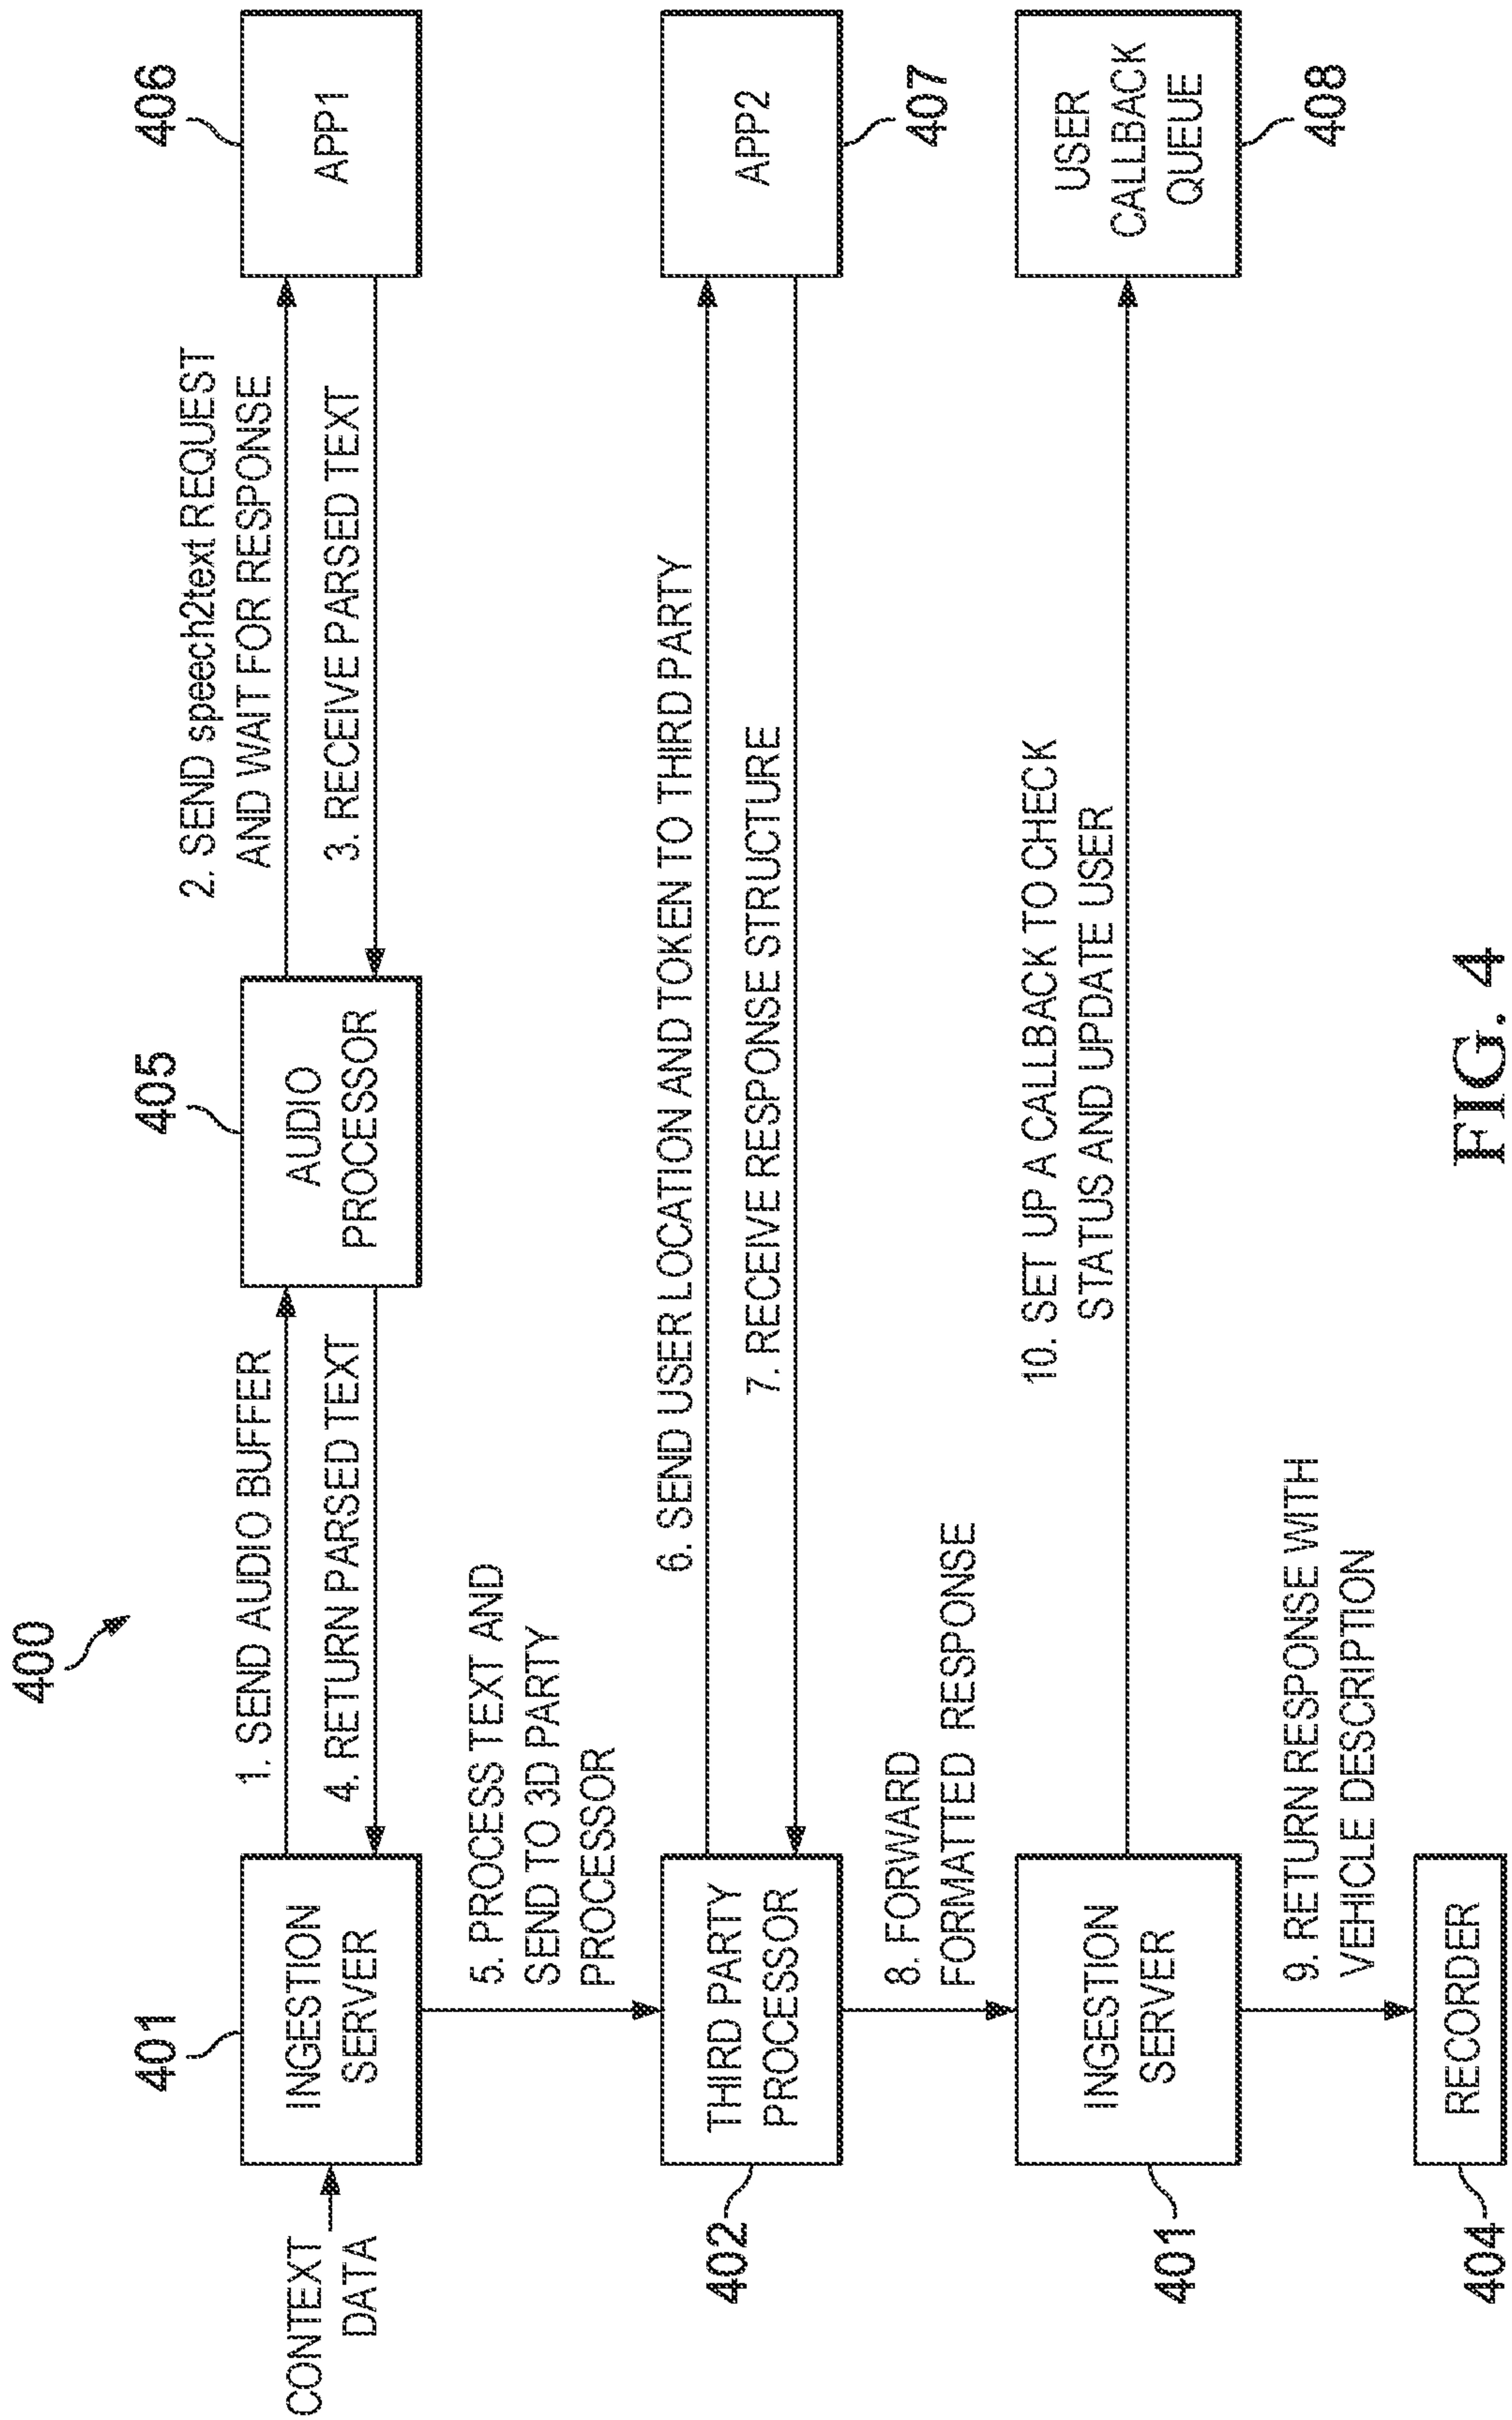 400
406
405
401
2. SEND speech2text REQUEST
AND WAIT FOR RESPONSE
1. SEND AUDIO BUFFER
CONTEXT
DATA
INGESTION
SERVER
AUDIO
PROCESSOR
APP1
4. RETURN PARSED TEXT
3. RECEIVE PARSED TEXT
5. PROCESS TEXT AND
SEND TO 3D PARTY
PROCESSOR
6. SEND USER LOCATION AND TOKEN TO THIRD PARTY
402
THIRD PARTY
PROCESSOR
APP2
407
7. RECEIVE RESPONSE STRUCTURE
8. FORWARD
FORMATTED RESPONSE
10. SET UP A CALLBACK TO CHECK
STATUS AND UPDATE USER
401
INGESTION
SERVER
USER
CALLBACK
QUEUE
408
9. RETURN RESPONSE WITH
VEHICLE DESCRIPTION
404
RECORDER
FIG. 4